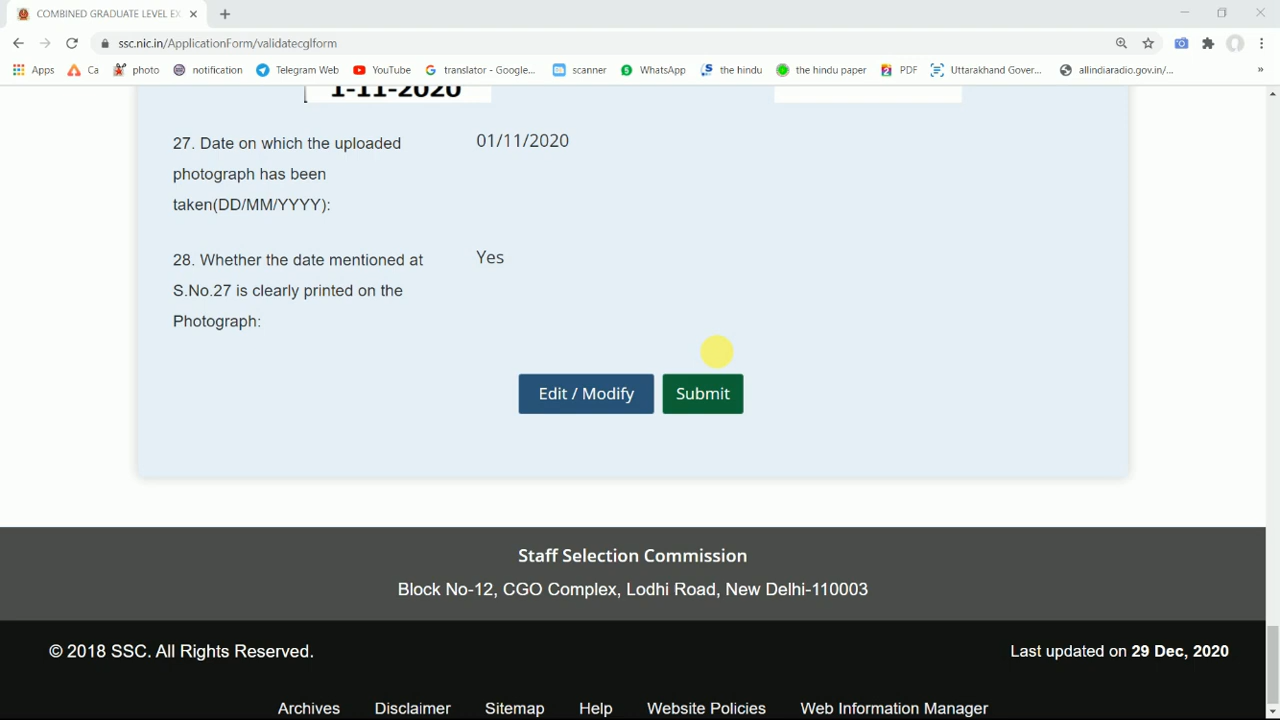 COMBINED GRADUATE LEVEL EX
ssc.nic.in/ApplicationForm/validatecglform
Apps Ca photo notification Telegram Web YouTube translator - Google... scanner WhatsApp the hindu the hindu paper PDF Uttarakhand Gover... allindiaradio.gov.in/... »
1-11-2020
27. Date on which the uploaded 01/11/2020
photograph has been
taken(DD/MM/YYYY):
28. Whether the date mentioned at Yes
S.No.27 is clearly printed on the
Photograph:
Edit / Modify Submit
Staff Selection Commission
Block No-12, CGO Complex, Lodhi Road, New Delhi-110003
© 2018 SSC. All Rights Reserved. Last updated on 29 Dec, 2020
Archives Disclaimer Sitemap Help Website Policies Web Information Manager